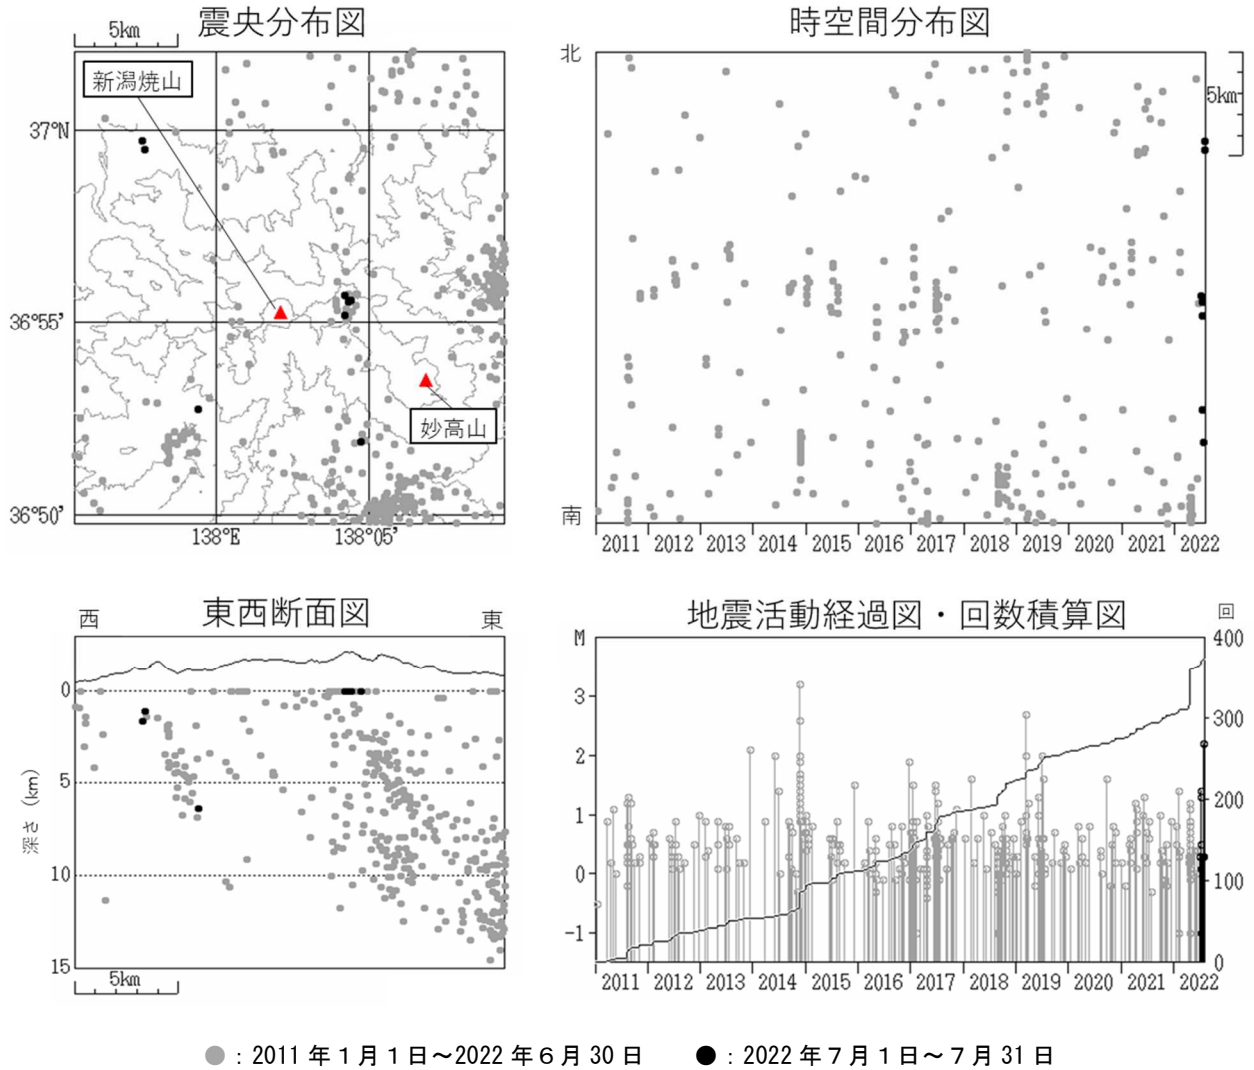 震央分布図
5km
新潟焼山
37°N
36°55'
妙高山
36°50'
138°E
138°05'
時空間分布図
北
5km
南
2011 2012 2013 2014 2015 2016 2017 2018 2019 2020 2021 2022
東西断面図
西
東
0
5
10
15
深さ (km)
5km
地震活動経過図・回数積算図
M
回
3
2
1
0
-1
400
300
200
100
0
2011 2012 2013 2014 2015 2016 2017 2018 2019 2020 2021 2022
●：2011年１月１日～2022年６月30日 ●：2022年７月１日～７月31日